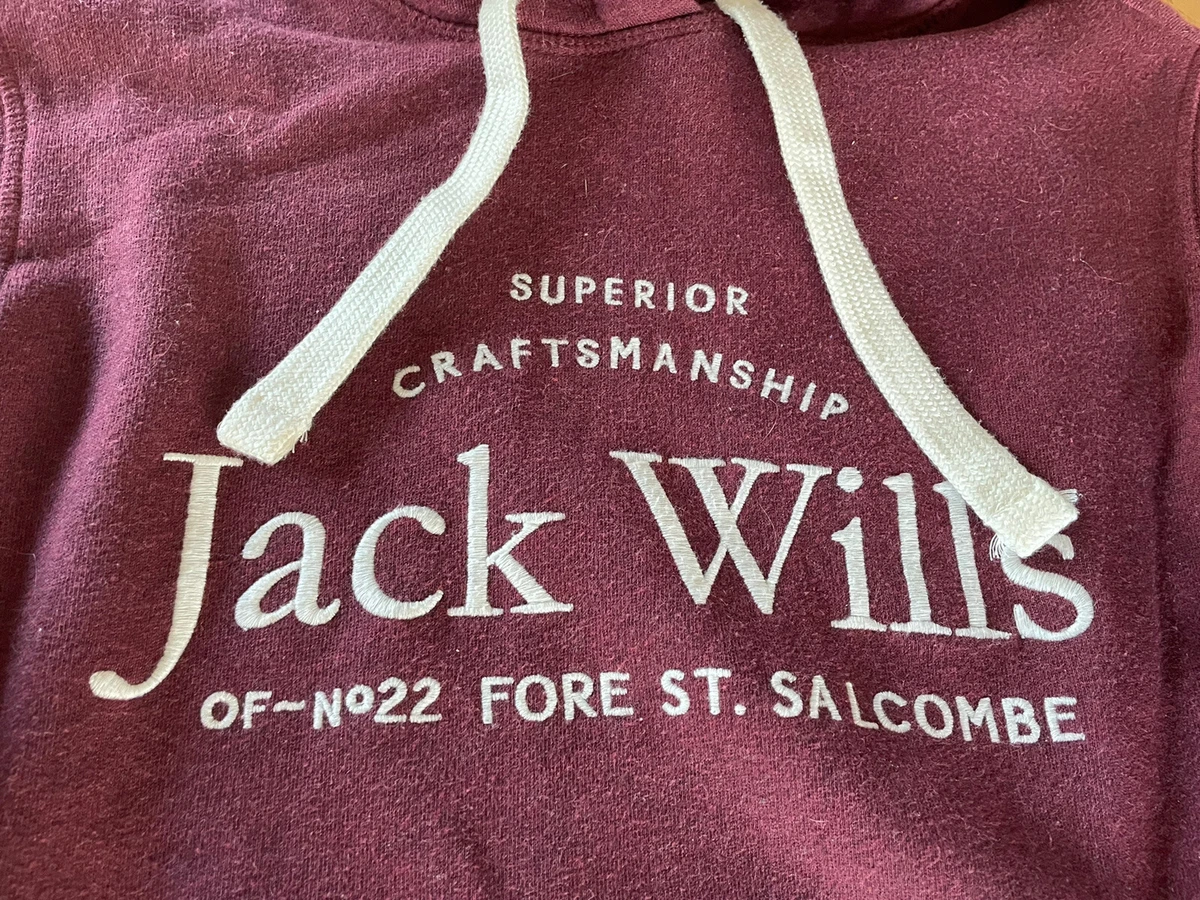 SUPERIOR
CRAFTSMANSHIP
Jack Wills
OF~Nº22 FORE ST. SALCOMBE